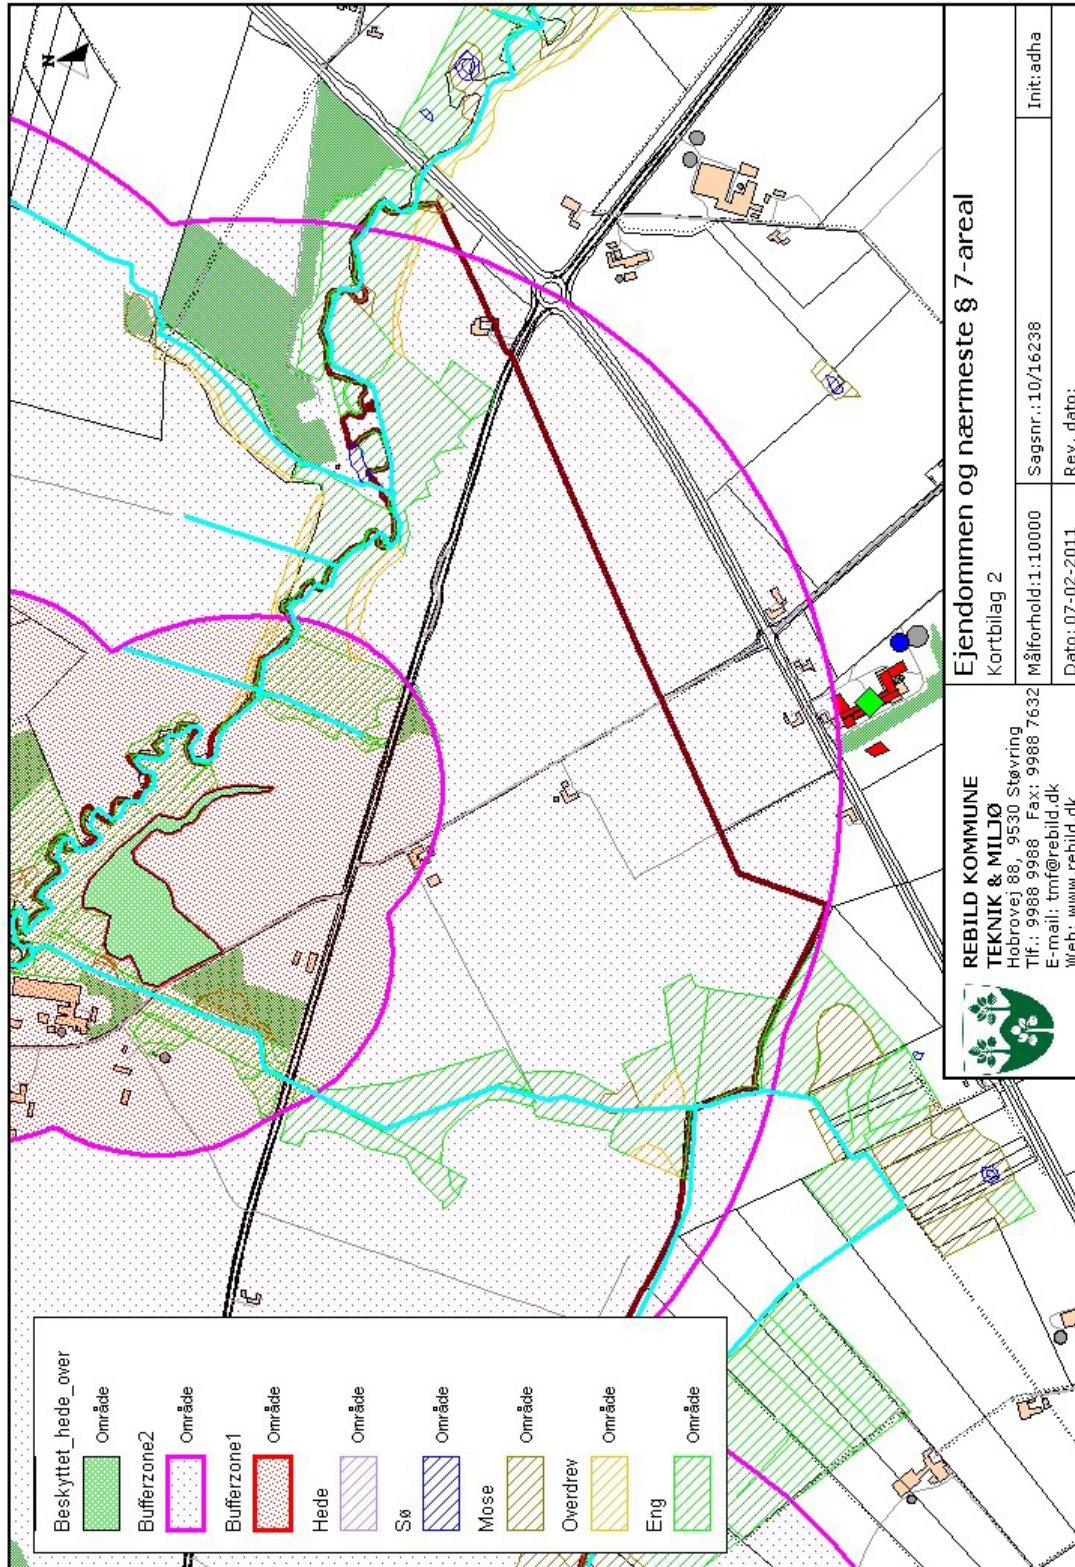 N
Beskyttet_hede_over
Område
Bufferzone2
Område
Bufferzone1
Område
Hede
Område
Sø
Område
Mose
Område
Overdrev
Område
Eng
Område
REBILD KOMMUNE
TEKNIK & MILJØ
Hobrovej 88, 9530 Støvring
Tlf.: 9988 9988 Fax: 9988 7632
E-mail: tmf@rebild.dk
Web: www.rebild.dk
Ejendommen og nærmeste § 7-areal
Kortbilag 2
Målforhold:1:10000
Sagsnr.:10/16238
Init:adha
Dato: 07-02-2011
Rev. dato: